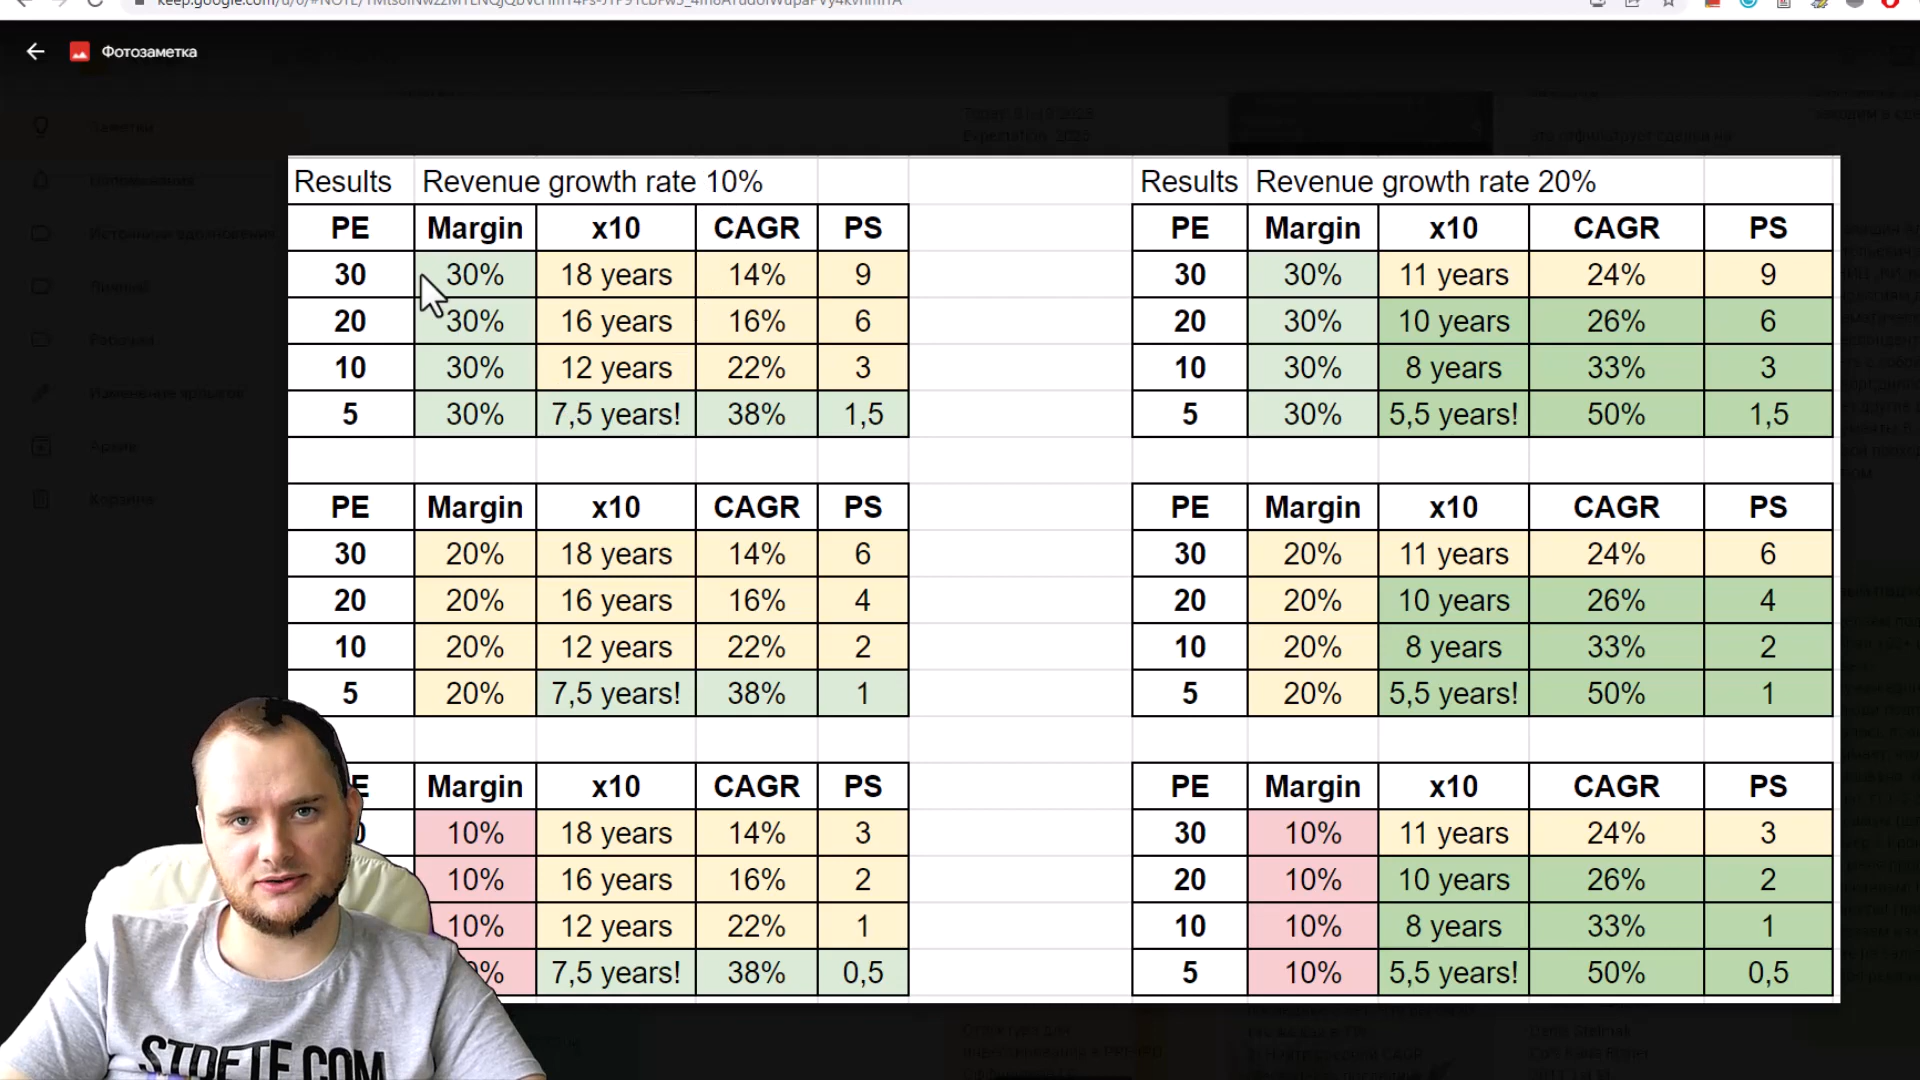 Фотозаметка
Results Revenue growth rate 10% Results Revenue growth rate 20%
PE Margin x10 CAGR PS PE Margin x10 CAGR PS
30 30% 18 years 14% 9 30 30% 11 years 24% 9
20 30% 16 years 16% 6 20 30% 10 years 26% 6
10 30% 12 years 22% 3 10 30% 8 years 33% 3
5 30% 7,5 years! 38% 1,5 5 30% 5,5 years! 50% 1,5
PE Margin x10 CAGR PS PE Margin x10 CAGR PS
30 20% 18 years 14% 6 30 20% 11 years 24% 6
20 20% 16 years 16% 4 20 20% 10 years 26% 4
10 20% 12 years 22% 2 10 20% 8 years 33% 2
5 20% 7,5 years! 38% 1 5 20% 5,5 years! 50% 1
Margin x10 CAGR PS PE Margin x10 CAGR PS
10% 18 years 14% 3 30 10% 11 years 24% 3
10% 16 years 16% 2 20 10% 10 years 26% 2
10% 12 years 22% 1 10 10% 8 years 33% 1
7,5 years! 38% 0,5 5 10% 5,5 years! 50% 0,5